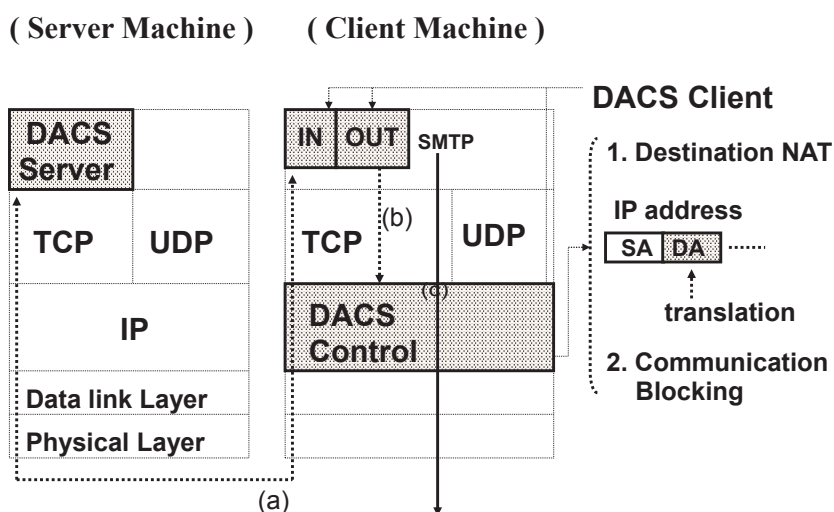 ( Server Machine )
( Client Machine )
DACS Server
TCP
UDP
IP
Data link Layer
Physical Layer
(a)
IN
OUT
SMTP
(b)
TCP
UDP
(c)
DACS
Control
DACS Client
1. Destination NAT
IP address
SA
DA
translation
2. Communication
Blocking